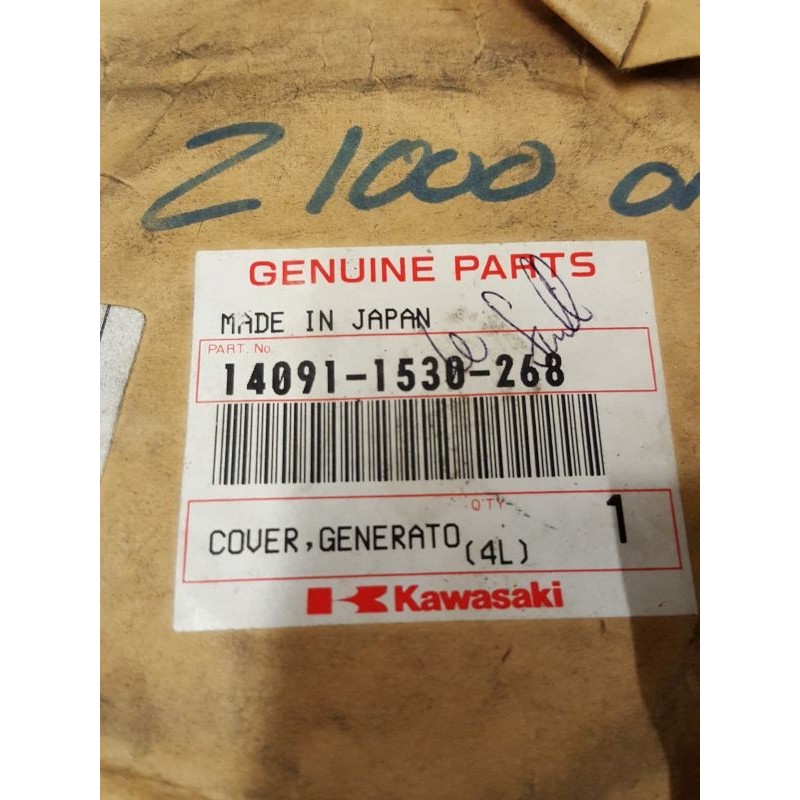 Z1000
GENUINE PARTS
MADE IN JAPAN
PART. No.
14091-1530-268
Q'TY
1
COVER,GENERATO (4L)
Kawasaki